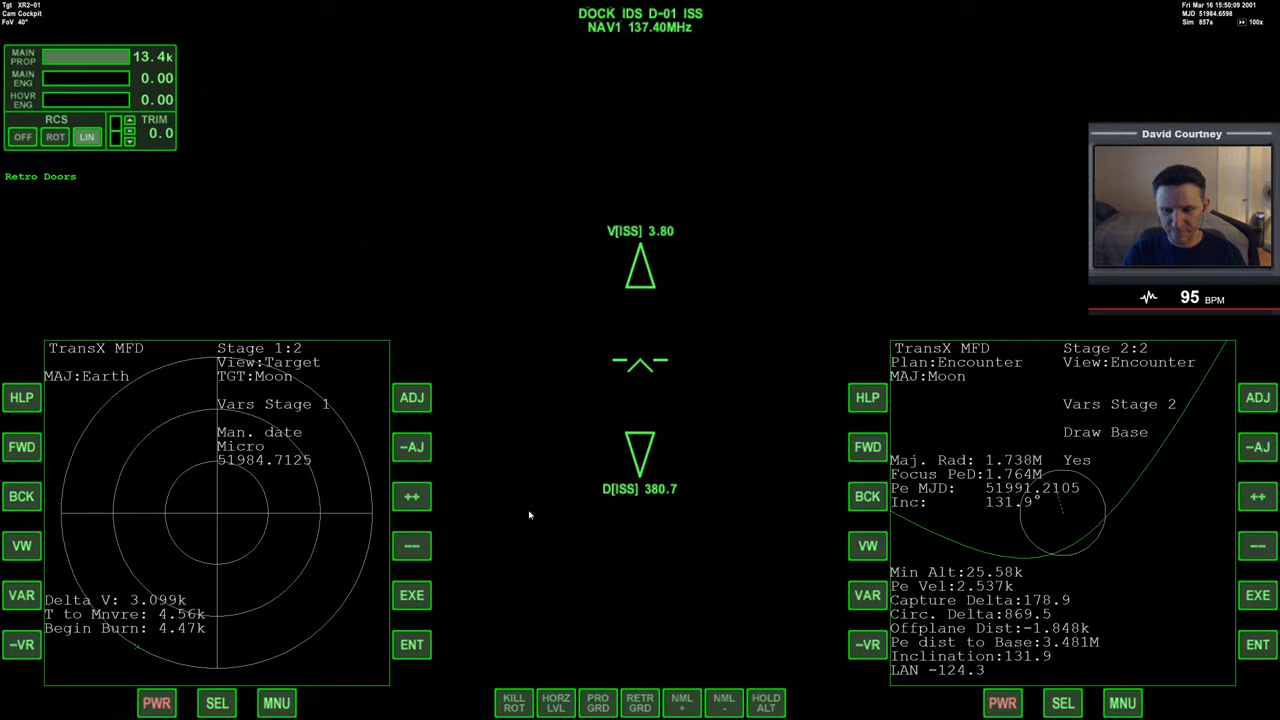 Tgt XR2-01
Cam Cockpit
FoV 40°
DOCK IDS D-01 ISS
NAV1 137.40MHz
Fri Mar 16 15:50:09 2001
MJD 51984.6598
Sim 857s
100x
MAIN PROP 13.4k
MAIN ENG 0.00
HOVR ENG 0.00
RCS TRIM
OFF ROT LIN 0.0
Retro Doors
David Courtney
95 BPM
V[ISS] 3.80
D[ISS] 380.7
TransX MFD Stage 1:2
View:Target
MAJ:Earth TGT:Moon
Vars Stage 1
Man. date
Micro
51984.7125
Delta V: 3.099k
T to Mnvre: 4.56k
Begin Burn: 4.47k
HLP
FWD
BCK
VW
VAR
-VR
ADJ
-AJ
++
--
EXE
ENT
PWR SEL MNU
KILL ROT
HORZ LVL
PRO GRD
RETR GRD
NML +
NML -
HOLD ALT
TransX MFD Stage 2:2
Plan:Encounter View:Encounter
MAJ:Moon
Vars Stage 2
Draw Base
Maj. Rad: 1.738M Yes
Focus PeD:1.764M
Pe MJD: 51991.2105
Inc: 131.9°
Min Alt:25.58k
Pe Vel:2.537k
Capture Delta:178.9
Circ. Delta:869.5
Offplane Dist:-1.848k
Pe dist to Base:3.481M
Inclination:131.9
LAN -124.3
HLP
FWD
BCK
VW
VAR
-VR
ADJ
-AJ
++
--
EXE
ENT
PWR SEL MNU